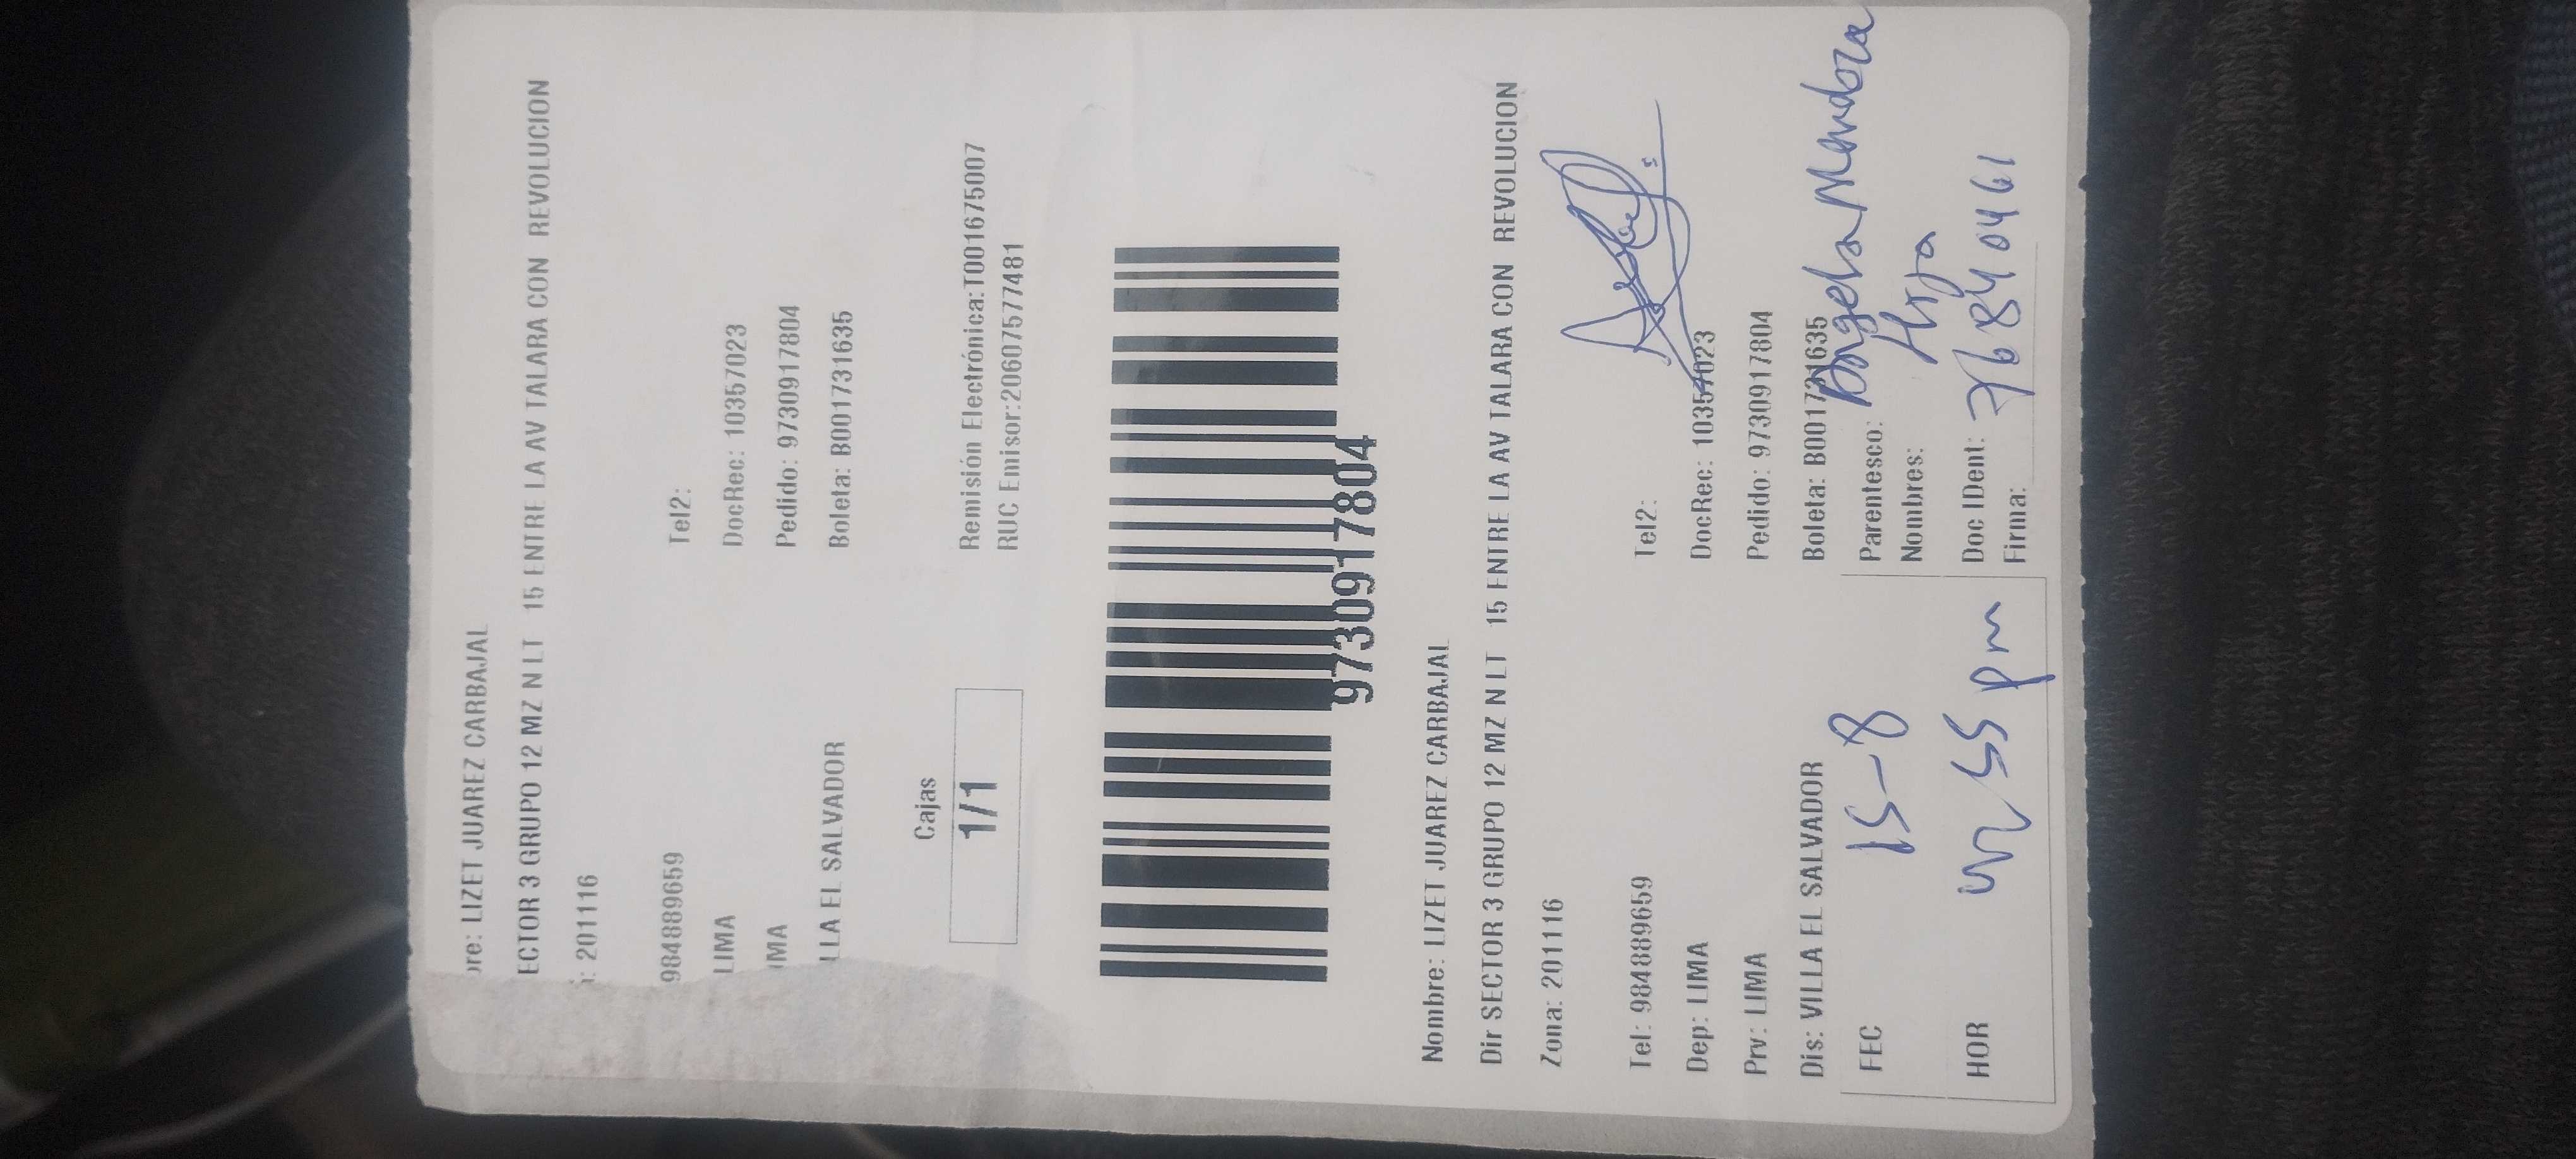 ore: LIZET JUAREZ CARBAJAL
ECTOR 3 GRUPO 12 MZ N LT 15 ENTRE LA AV TALARA CON REVOLUCION
: 201116
984889659 Tel2:
LIMA DocRec: 10357023
IMA Pedido: 9730917804
LLA EL SALVADOR Boleta: B001731635
Cajas
1/1
Remisión Electrónica:T001675007
RUC Emisor:20607577481
9730917804
Nombre: LIZET JUAREZ CARBAJAL
Dir SECTOR 3 GRUPO 12 MZ N LT 15 ENTRE LA AV TALARA CON REVOLUCION
Zona: 201116
Tel: 984889659 Tel2:
Dep: LIMA DocRec: 10357023
Prv: LIMA Pedido: 9730917804
Dis: VILLA EL SALVADOR Boleta: B001731635
FEC 15-8 Parentesco: Angela Mendoza
Nombres: Hija
HOR 55 pm Doc IDent: 76840461
Firma: